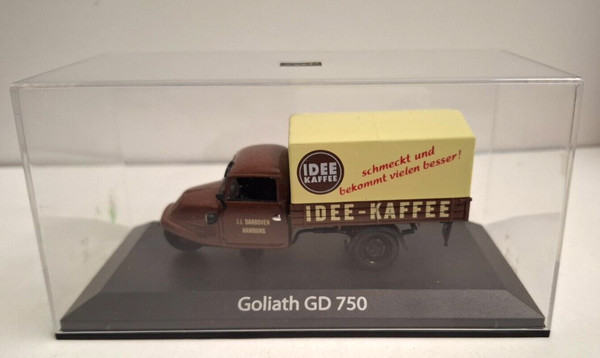 IDEE
KAFFEE
schmeckt und
bekommt vielen besser!
IDEE-KAFFEE
J.J. DARBOVEN
HAMBURG
Goliath GD 750